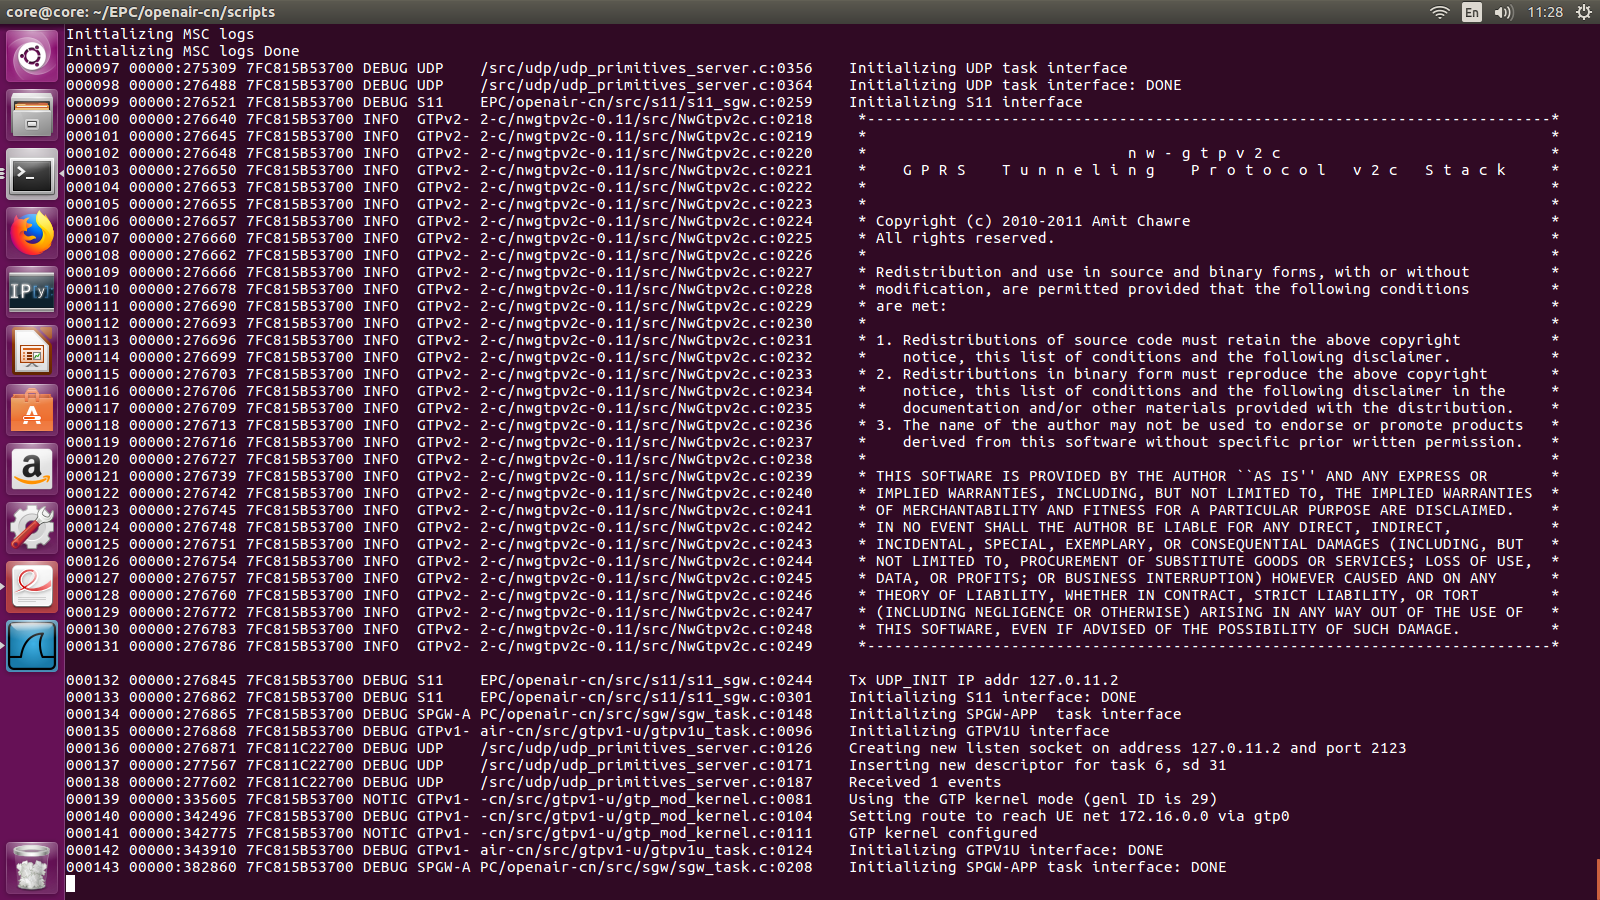 core@core: ~/EPC/openair-cn/scripts
En
11:28
Initializing MSC logs
Initializing MSC logs Done
000097 00000:275309 7FC815B53700 DEBUG UDP    /src/udp/udp_primitives_server.c:0356    Initializing UDP task interface
000098 00000:276488 7FC815B53700 DEBUG UDP    /src/udp/udp_primitives_server.c:0364    Initializing UDP task interface: DONE
000099 00000:276521 7FC815B53700 DEBUG S11    EPC/openair-cn/src/s11/s11_sgw.c:0259    Initializing S11 interface
000100 00000:276640 7FC815B53700 INFO  GTPv2- 2-c/nwgtpv2c-0.11/src/NwGtpv2c.c:0218     *----------------------------------------------------------------------------*
000101 00000:276645 7FC815B53700 INFO  GTPv2- 2-c/nwgtpv2c-0.11/src/NwGtpv2c.c:0219     *                                                                            *
000102 00000:276648 7FC815B53700 INFO  GTPv2- 2-c/nwgtpv2c-0.11/src/NwGtpv2c.c:0220     *                             n w - g t p v 2 c                              *
000103 00000:276650 7FC815B53700 INFO  GTPv2- 2-c/nwgtpv2c-0.11/src/NwGtpv2c.c:0221     *    G P R S    T u n n e l i n g    P r o t o c o l   v 2 c   S t a c k     *
000104 00000:276653 7FC815B53700 INFO  GTPv2- 2-c/nwgtpv2c-0.11/src/NwGtpv2c.c:0222     *                                                                            *
000105 00000:276655 7FC815B53700 INFO  GTPv2- 2-c/nwgtpv2c-0.11/src/NwGtpv2c.c:0223     *                                                                            *
000106 00000:276657 7FC815B53700 INFO  GTPv2- 2-c/nwgtpv2c-0.11/src/NwGtpv2c.c:0224     * Copyright (c) 2010-2011 Amit Chawre                                        *
000107 00000:276660 7FC815B53700 INFO  GTPv2- 2-c/nwgtpv2c-0.11/src/NwGtpv2c.c:0225     * All rights reserved.                                                       *
000108 00000:276662 7FC815B53700 INFO  GTPv2- 2-c/nwgtpv2c-0.11/src/NwGtpv2c.c:0226     *                                                                            *
000109 00000:276666 7FC815B53700 INFO  GTPv2- 2-c/nwgtpv2c-0.11/src/NwGtpv2c.c:0227     * Redistribution and use in source and binary forms, with or without         *
000110 00000:276678 7FC815B53700 INFO  GTPv2- 2-c/nwgtpv2c-0.11/src/NwGtpv2c.c:0228     * modification, are permitted provided that the following conditions         *
000111 00000:276690 7FC815B53700 INFO  GTPv2- 2-c/nwgtpv2c-0.11/src/NwGtpv2c.c:0229     * are met:                                                                   *
000112 00000:276693 7FC815B53700 INFO  GTPv2- 2-c/nwgtpv2c-0.11/src/NwGtpv2c.c:0230     *                                                                            *
000113 00000:276696 7FC815B53700 INFO  GTPv2- 2-c/nwgtpv2c-0.11/src/NwGtpv2c.c:0231     * 1. Redistributions of source code must retain the above copyright          *
000114 00000:276699 7FC815B53700 INFO  GTPv2- 2-c/nwgtpv2c-0.11/src/NwGtpv2c.c:0232     *    notice, this list of conditions and the following disclaimer.           *
000115 00000:276703 7FC815B53700 INFO  GTPv2- 2-c/nwgtpv2c-0.11/src/NwGtpv2c.c:0233     * 2. Redistributions in binary form must reproduce the above copyright       *
000116 00000:276706 7FC815B53700 INFO  GTPv2- 2-c/nwgtpv2c-0.11/src/NwGtpv2c.c:0234     *    notice, this list of conditions and the following disclaimer in the     *
000117 00000:276709 7FC815B53700 INFO  GTPv2- 2-c/nwgtpv2c-0.11/src/NwGtpv2c.c:0235     *    documentation and/or other materials provided with the distribution.    *
000118 00000:276713 7FC815B53700 INFO  GTPv2- 2-c/nwgtpv2c-0.11/src/NwGtpv2c.c:0236     * 3. The name of the author may not be used to endorse or promote products   *
000119 00000:276716 7FC815B53700 INFO  GTPv2- 2-c/nwgtpv2c-0.11/src/NwGtpv2c.c:0237     *    derived from this software without specific prior written permission.   *
000120 00000:276727 7FC815B53700 INFO  GTPv2- 2-c/nwgtpv2c-0.11/src/NwGtpv2c.c:0238     *                                                                            *
000121 00000:276739 7FC815B53700 INFO  GTPv2- 2-c/nwgtpv2c-0.11/src/NwGtpv2c.c:0239     * THIS SOFTWARE IS PROVIDED BY THE AUTHOR ``AS IS'' AND ANY EXPRESS OR       *
000122 00000:276742 7FC815B53700 INFO  GTPv2- 2-c/nwgtpv2c-0.11/src/NwGtpv2c.c:0240     * IMPLIED WARRANTIES, INCLUDING, BUT NOT LIMITED TO, THE IMPLIED WARRANTIES  *
000123 00000:276745 7FC815B53700 INFO  GTPv2- 2-c/nwgtpv2c-0.11/src/NwGtpv2c.c:0241     * OF MERCHANTABILITY AND FITNESS FOR A PARTICULAR PURPOSE ARE DISCLAIMED.    *
000124 00000:276748 7FC815B53700 INFO  GTPv2- 2-c/nwgtpv2c-0.11/src/NwGtpv2c.c:0242     * IN NO EVENT SHALL THE AUTHOR BE LIABLE FOR ANY DIRECT, INDIRECT,           *
000125 00000:276751 7FC815B53700 INFO  GTPv2- 2-c/nwgtpv2c-0.11/src/NwGtpv2c.c:0243     * INCIDENTAL, SPECIAL, EXEMPLARY, OR CONSEQUENTIAL DAMAGES (INCLUDING, BUT   *
000126 00000:276754 7FC815B53700 INFO  GTPv2- 2-c/nwgtpv2c-0.11/src/NwGtpv2c.c:0244     * NOT LIMITED TO, PROCUREMENT OF SUBSTITUTE GOODS OR SERVICES; LOSS OF USE,  *
000127 00000:276757 7FC815B53700 INFO  GTPv2- 2-c/nwgtpv2c-0.11/src/NwGtpv2c.c:0245     * DATA, OR PROFITS; OR BUSINESS INTERRUPTION) HOWEVER CAUSED AND ON ANY      *
000128 00000:276760 7FC815B53700 INFO  GTPv2- 2-c/nwgtpv2c-0.11/src/NwGtpv2c.c:0246     * THEORY OF LIABILITY, WHETHER IN CONTRACT, STRICT LIABILITY, OR TORT        *
000129 00000:276772 7FC815B53700 INFO  GTPv2- 2-c/nwgtpv2c-0.11/src/NwGtpv2c.c:0247     * (INCLUDING NEGLIGENCE OR OTHERWISE) ARISING IN ANY WAY OUT OF THE USE OF   *
000130 00000:276783 7FC815B53700 INFO  GTPv2- 2-c/nwgtpv2c-0.11/src/NwGtpv2c.c:0248     * THIS SOFTWARE, EVEN IF ADVISED OF THE POSSIBILITY OF SUCH DAMAGE.          *
000131 00000:276786 7FC815B53700 INFO  GTPv2- 2-c/nwgtpv2c-0.11/src/NwGtpv2c.c:0249     *----------------------------------------------------------------------------*
000132 00000:276845 7FC815B53700 DEBUG S11    EPC/openair-cn/src/s11/s11_sgw.c:0244    Tx UDP_INIT IP addr 127.0.11.2
000133 00000:276862 7FC815B53700 DEBUG S11    EPC/openair-cn/src/s11/s11_sgw.c:0301    Initializing S11 interface: DONE
000134 00000:276865 7FC815B53700 DEBUG SPGW-A PC/openair-cn/src/sgw/sgw_task.c:0148    Initializing SPGW-APP  task interface
000135 00000:276868 7FC815B53700 DEBUG GTPv1- air-cn/src/gtpv1-u/gtpv1u_task.c:0096    Initializing GTPV1U interface
000136 00000:276871 7FC811C22700 DEBUG UDP    /src/udp/udp_primitives_server.c:0126    Creating new listen socket on address 127.0.11.2 and port 2123
000137 00000:277567 7FC811C22700 DEBUG UDP    /src/udp/udp_primitives_server.c:0171    Inserting new descriptor for task 6, sd 31
000138 00000:277602 7FC811C22700 DEBUG UDP    /src/udp/udp_primitives_server.c:0187    Received 1 events
000139 00000:335605 7FC815B53700 NOTIC GTPv1- -cn/src/gtpv1-u/gtp_mod_kernel.c:0081    Using the GTP kernel mode (genl ID is 29)
000140 00000:342496 7FC815B53700 DEBUG GTPv1- -cn/src/gtpv1-u/gtp_mod_kernel.c:0104    Setting route to reach UE net 172.16.0.0 via gtp0
000141 00000:342775 7FC815B53700 NOTIC GTPv1- -cn/src/gtpv1-u/gtp_mod_kernel.c:0111    GTP kernel configured
000142 00000:343910 7FC815B53700 DEBUG GTPv1- air-cn/src/gtpv1-u/gtpv1u_task.c:0124    Initializing GTPV1U interface: DONE
000143 00000:382860 7FC815B53700 DEBUG SPGW-A PC/openair-cn/src/sgw/sgw_task.c:0208    Initializing SPGW-APP task interface: DONE
IP[y]: